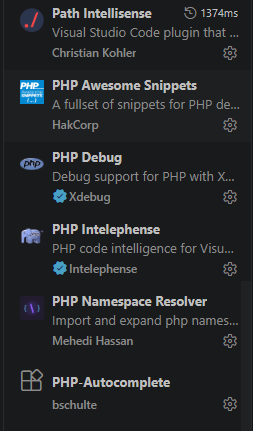 Path Intellisense 1374ms
Visual Studio Code plugin that ...
Christian Kohler
PHP Awesome Snippets
A fullset of snippets for PHP de...
HakCorp
PHP Debug
Debug support for PHP with X...
Xdebug
PHP Intelephense
PHP code intelligence for Visu...
Intelephense
PHP Namespace Resolver
Import and expand php names...
Mehedi Hassan
PHP-Autocomplete
bschulte